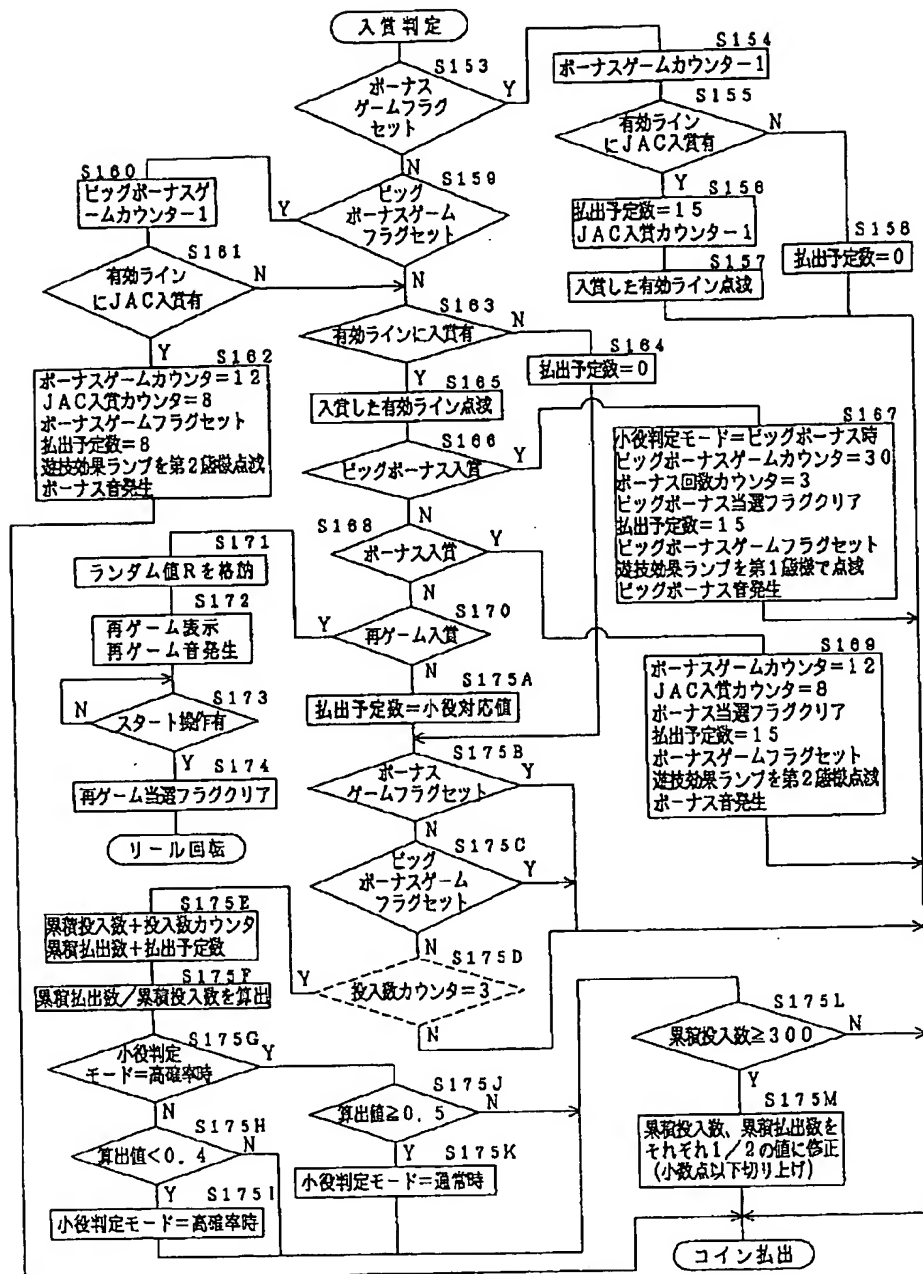 入賞判定
S153
ボーナス
ゲームフラグ
セット
Y
N
S154
ボーナスゲームカウンター1
S155
有効ライン
にJAC入賞有
N
Y
S156
払出予定数=15
JAC入賞カウンター1
S157
入賞した有効ライン点滅
S158
払出予定数=0
S159
ビッグ
ボーナスゲーム
フラグセット
Y
N
S160
ビッグボーナスゲ
ームカウンター1
S161
有効ライン
にJAC入賞有
N
Y
S162
ボーナスゲームカウンタ=12
JAC入賞カウンタ=8
ボーナスゲームフラグセット
払出予定数=8
遊技効果ランプを第2態様点滅
ボーナス音発生
S163
有効ラインに入賞有
N
Y
S164
払出予定数=0
S165
入賞した有効ライン点滅
S166
ビッグボーナス入賞
Y
N
S167
小役判定モード=ビッグボーナス時
ビッグボーナスゲームカウンタ=30
ボーナス回数カウンタ=3
ビッグボーナス当選フラグクリア
払出予定数=15
ビッグボーナスゲームフラグセット
遊技効果ランプを第1態様で点滅
ビッグボーナス音発生
S168
ボーナス入賞
Y
N
S169
ボーナスゲームカウンタ=12
JAC入賞カウンタ=8
ボーナス当選フラグクリア
払出予定数=15
ボーナスゲームフラグセット
遊技効果ランプを第2態様点滅
ボーナス音発生
S170
再ゲーム入賞
Y
N
S171
ランダム値Rを格納
S172
再ゲーム表示
再ゲーム音発生
S173
スタート操作有
N
Y
S174
再ゲーム当選フラグクリア
リール回転
S175A
払出予定数=小役対応値
S175B
ボーナス
ゲームフラグセット
Y
N
S175C
ビッグ
ボーナスゲーム
フラグセット
Y
N
S175D
投入数カウンタ=3
Y
N
S175E
累積投入数+投入数カウンタ
累積払出数+払出予定数
S175F
累積払出数/累積投入数を算出
S175G
小役判定
モード=高確率時
Y
N
S175H
算出値<0.4
N
Y
S175I
小役判定モード=高確率時
S175J
算出値≧0.5
N
Y
S175K
小役判定モード=通常時
S175L
累積投入数≧300
N
Y
S175M
累積投入数、累積払出数を
それぞれ1/2の値に修正
(小数点以下切り上げ)
コイン払出